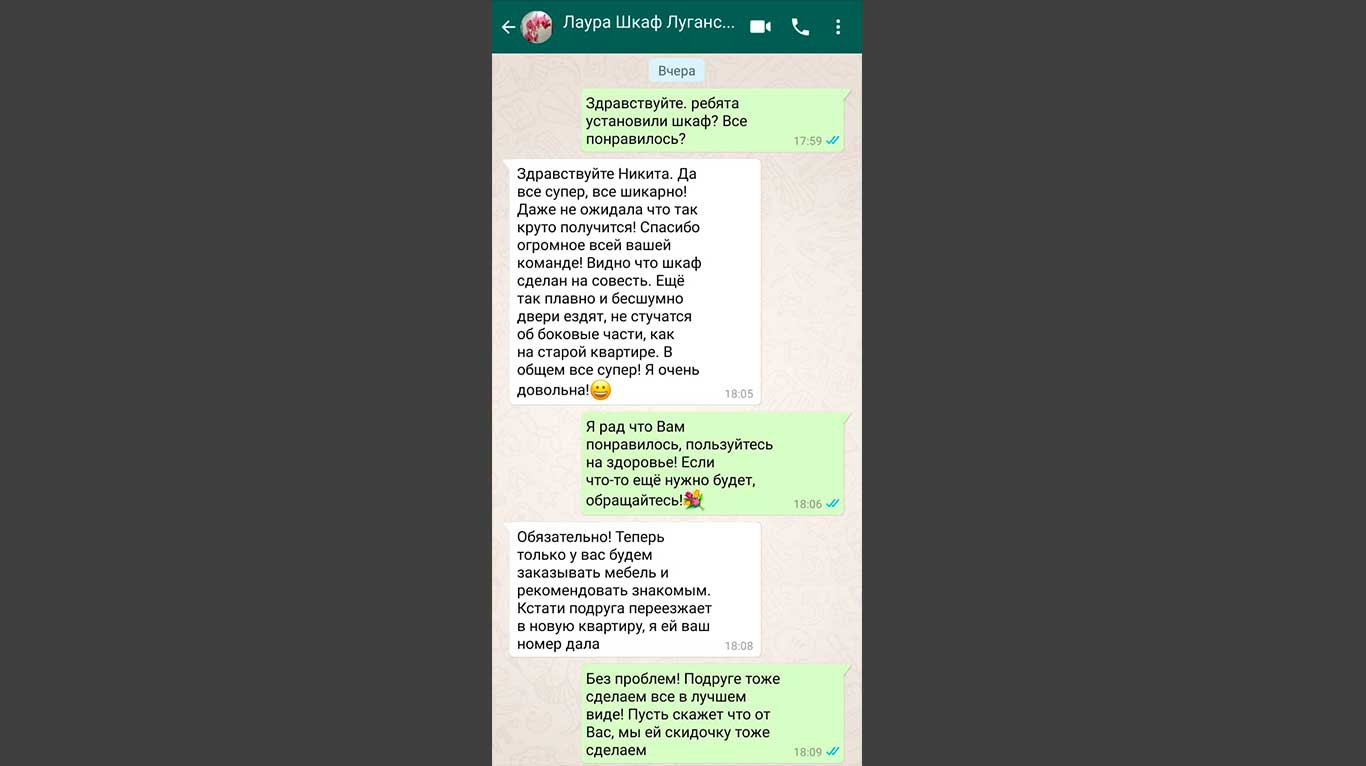 Лаура Шкаф Луганс...
Вчера
Здравствуйте. ребята
установили шкаф? Все
понравилось?
17:59
Здравствуйте Никита. Да
все супер, все шикарно!
Даже не ожидала что так
круто получится! Спасибо
огромное всей вашей
команде! Видно что шкаф
сделан на совесть. Ещё
так плавно и бесшумно
двери ездят, не стучатся
об боковые части, как
на старой квартире. В
общем все супер! Я очень
довольна!😀
18:05
Я рад что Вам
понравилось, пользуйтесь
на здоровье! Если
что-то ещё нужно будет,
обращайтесь!💐
18:06
Обязательно! Теперь
только у вас будем
заказывать мебель и
рекомендовать знакомым.
Кстати подруга переезжает
в новую квартиру, я ей ваш
номер дала
18:08
Без проблем! Подруге тоже
сделаем все в лучшем
виде! Пусть скажет что от
Вас, мы ей скидочку тоже
сделаем
18:09